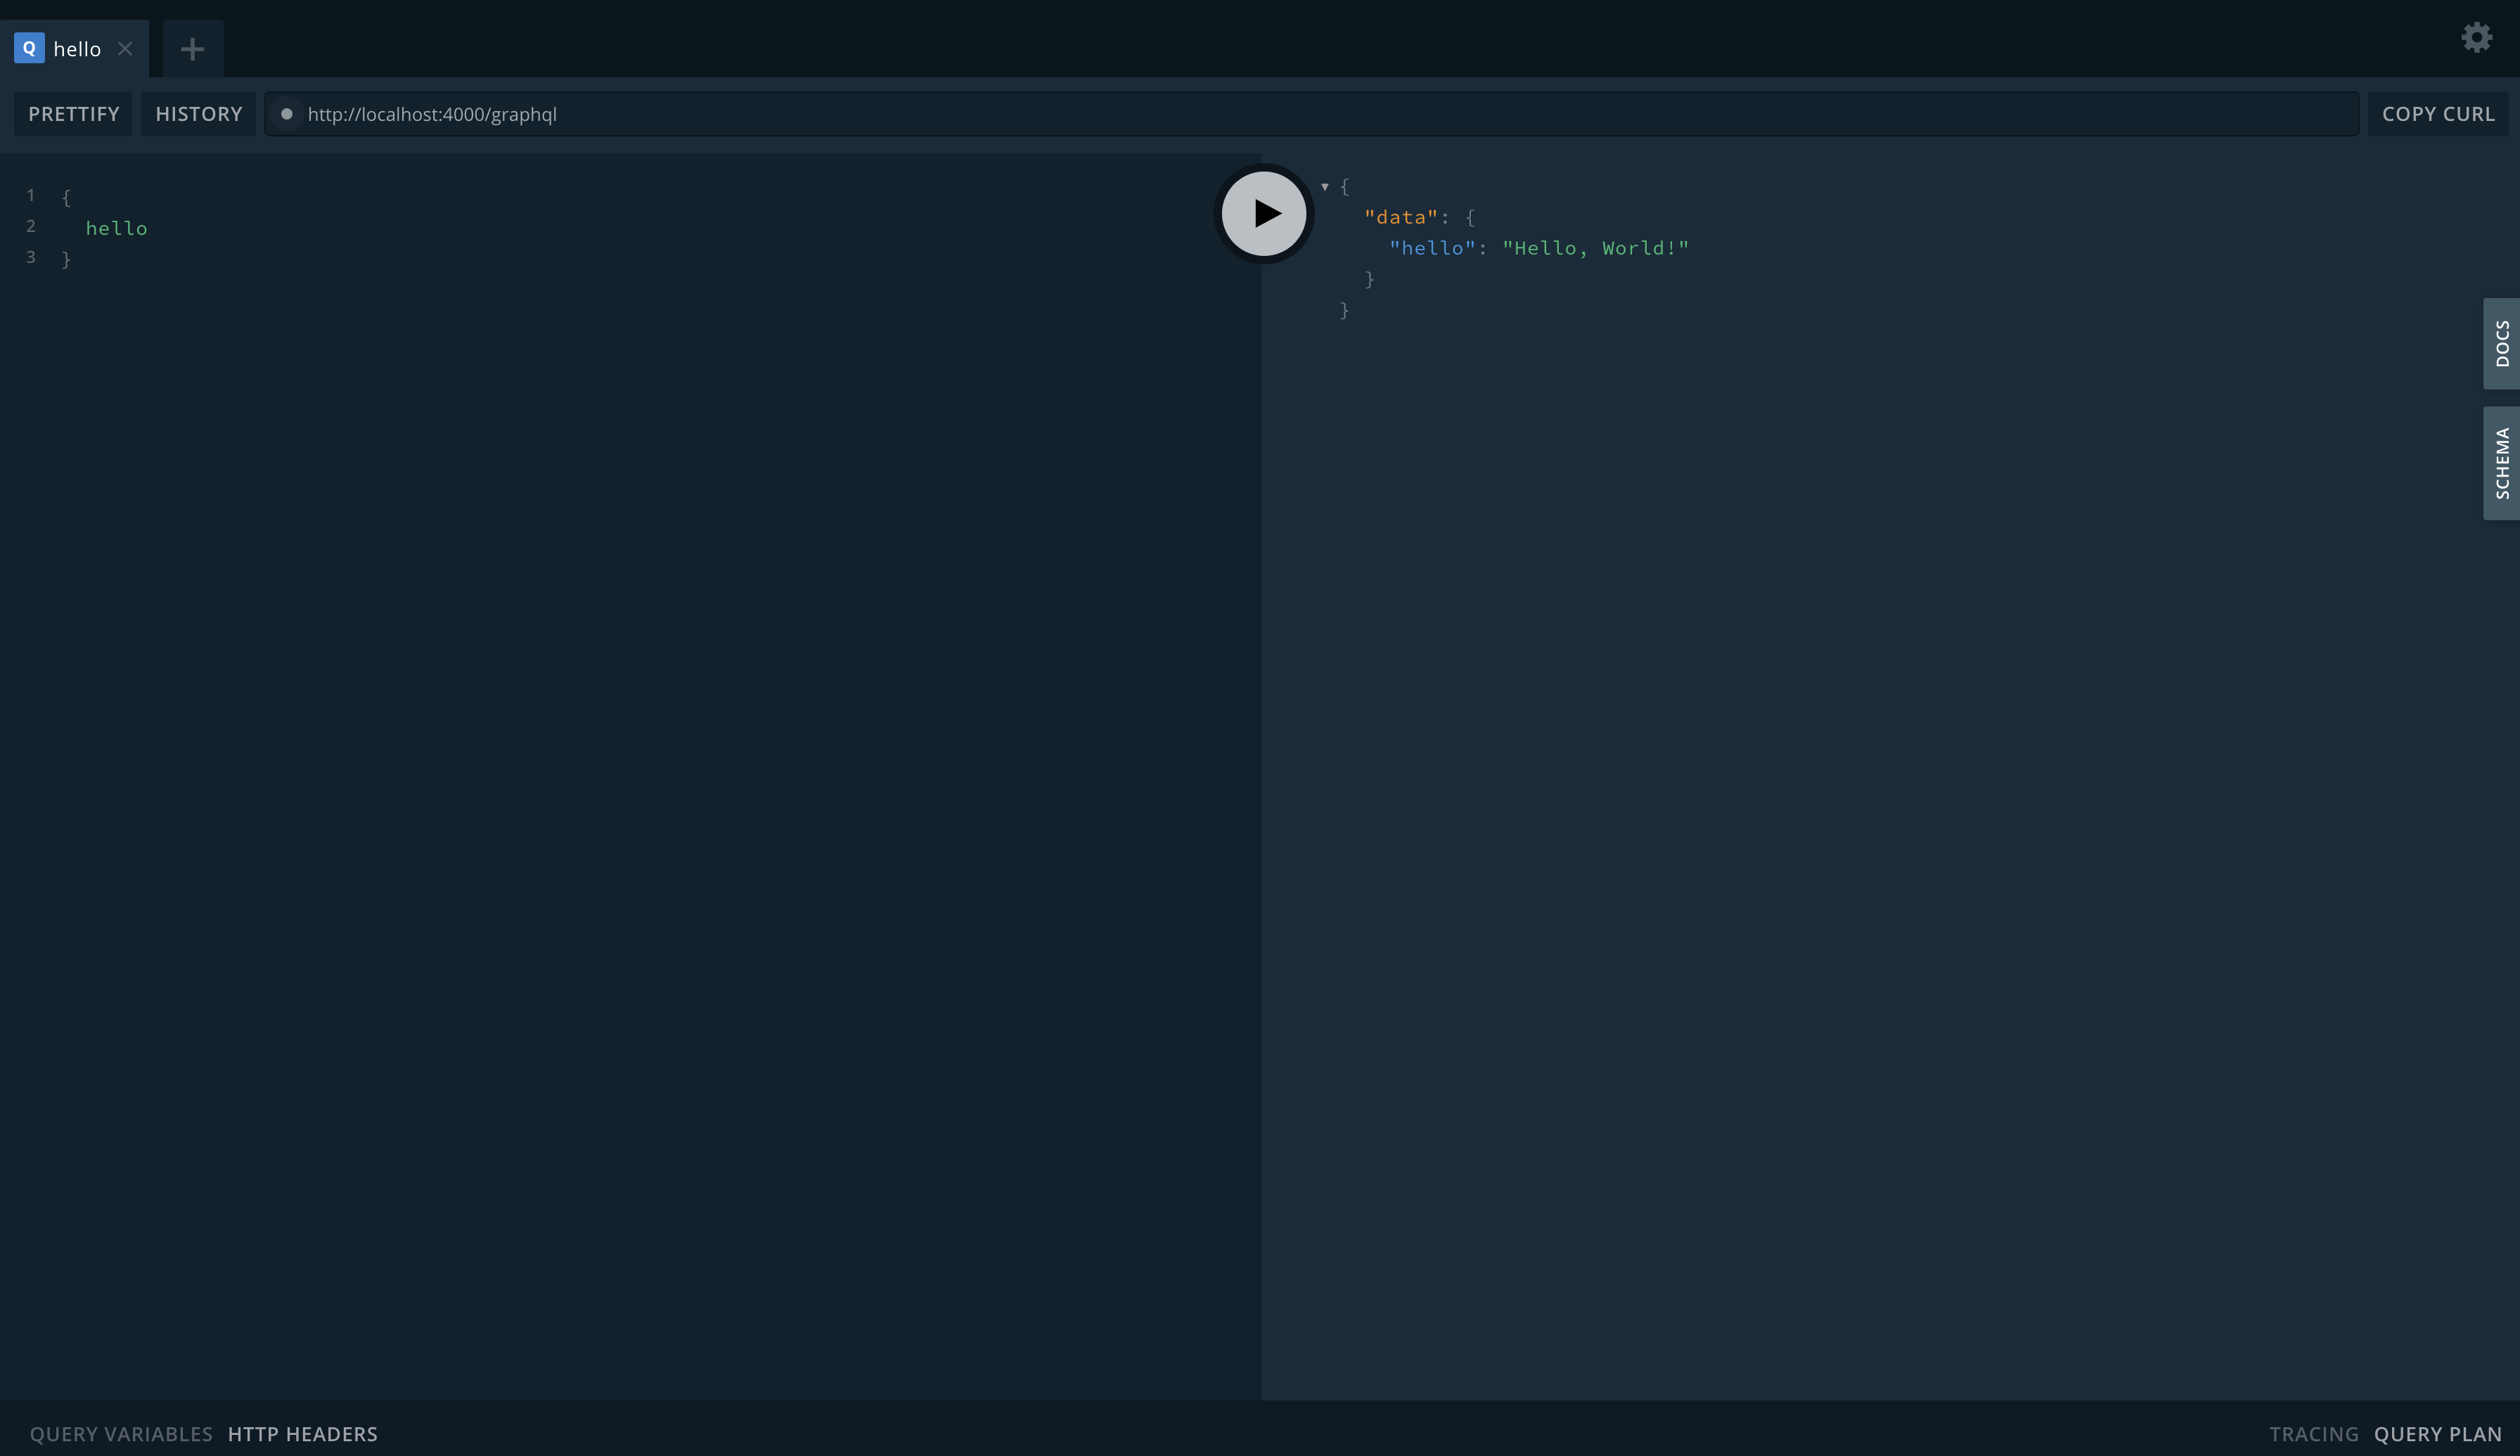 Q hello
PRETTIFY HISTORY http://localhost:4000/graphql COPY CURL
1 {
2 hello
3 }
{
"data": {
"hello": "Hello, World!"
}
}
DOCS
SCHEMA
QUERY VARIABLES HTTP HEADERS TRACING QUERY PLAN